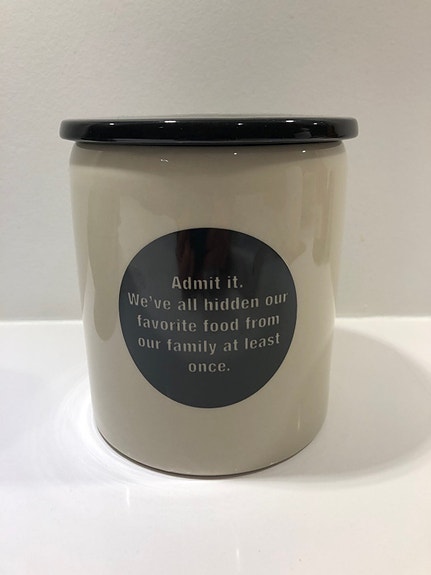 Admit it.
We've all hidden our
favorite food from
our family at least
once.